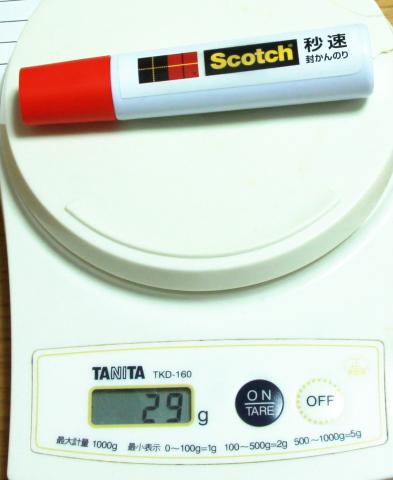 Scotch 秒速
封かんのり
TANITA TKD-160
29 g
ON
TARE
OFF
最大計量 1000g 最小表示 0~100g=1g 100~500g=2g 500~1000g=5g